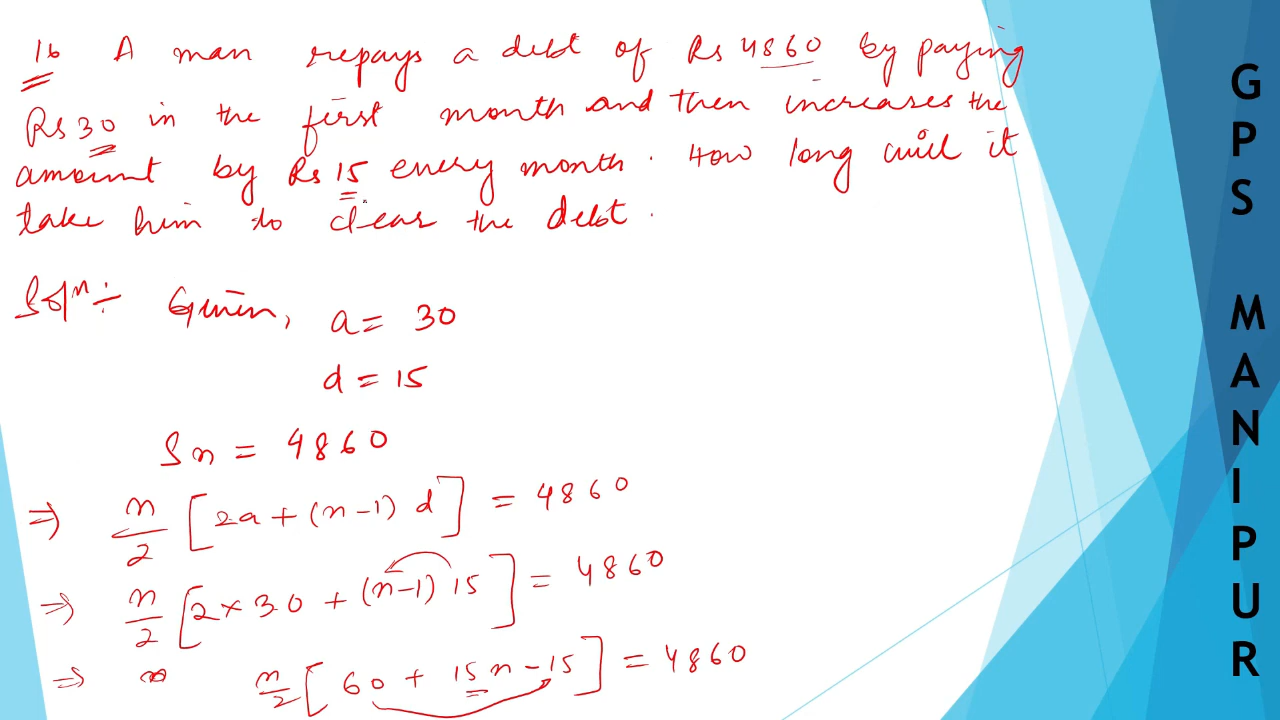 16 A man repays a debt of Rs 4860 by paying
Rs 30 in the first month and then increases the
amount by Rs 15 every month. How long will it
take him to clear the debt.
Solⁿ:- Given, a = 30
d = 15
Sn = 4860
⇒ n/2 [2a + (n-1) d] = 4860
⇒ n/2 [2 × 30 + (n-1) 15] = 4860
⇒ n/2 [60 + 15n - 15] = 4860
GPS MANIPUR